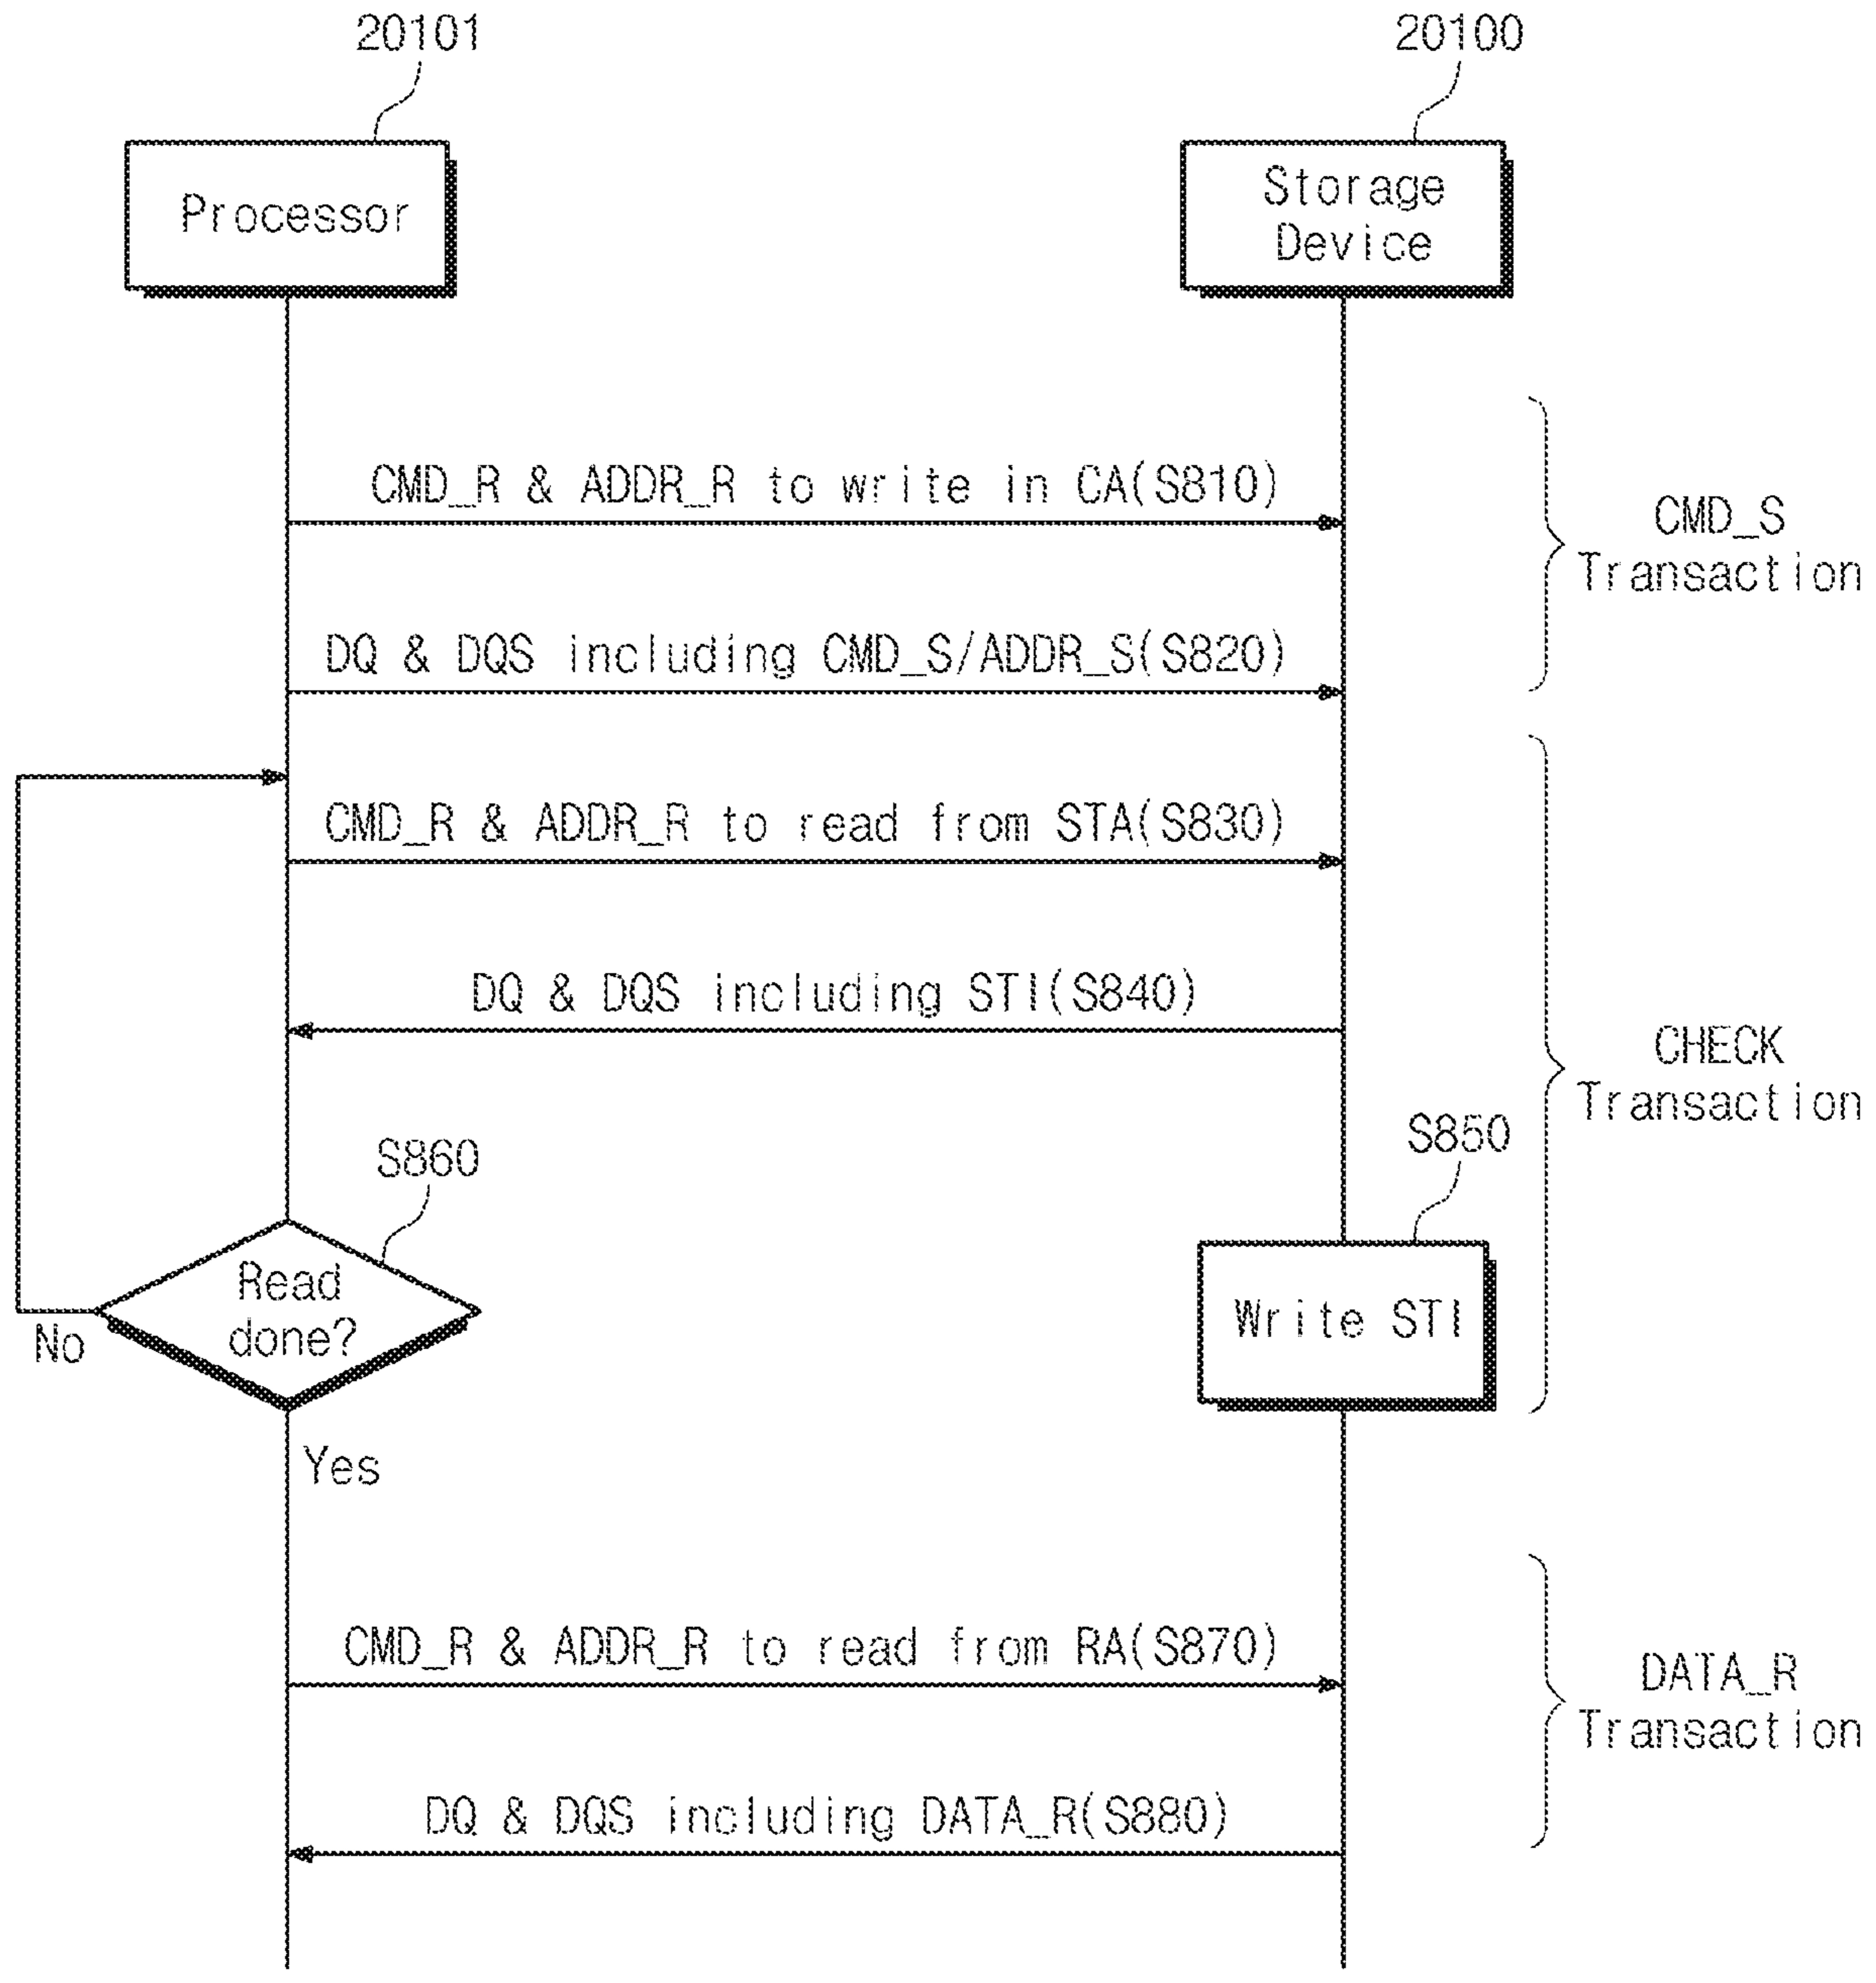 20101
20100
Processor
Storage
Device
CMD_R & ADDR_R to write in CA(S810)
CMD_S
Transaction
DQ & DQS including CMD_S/ADDR_S(S820)
CMD_R & ADDR_R to read from STA(S830)
DQ & DQS including STI(S840)
CHECK
Transaction
S860
S850
Read
done?
No
Write STI
Yes
CMD_R & ADDR_R to read from RA(S870)
DATA_R
Transaction
DQ & DQS including DATA_R(S880)